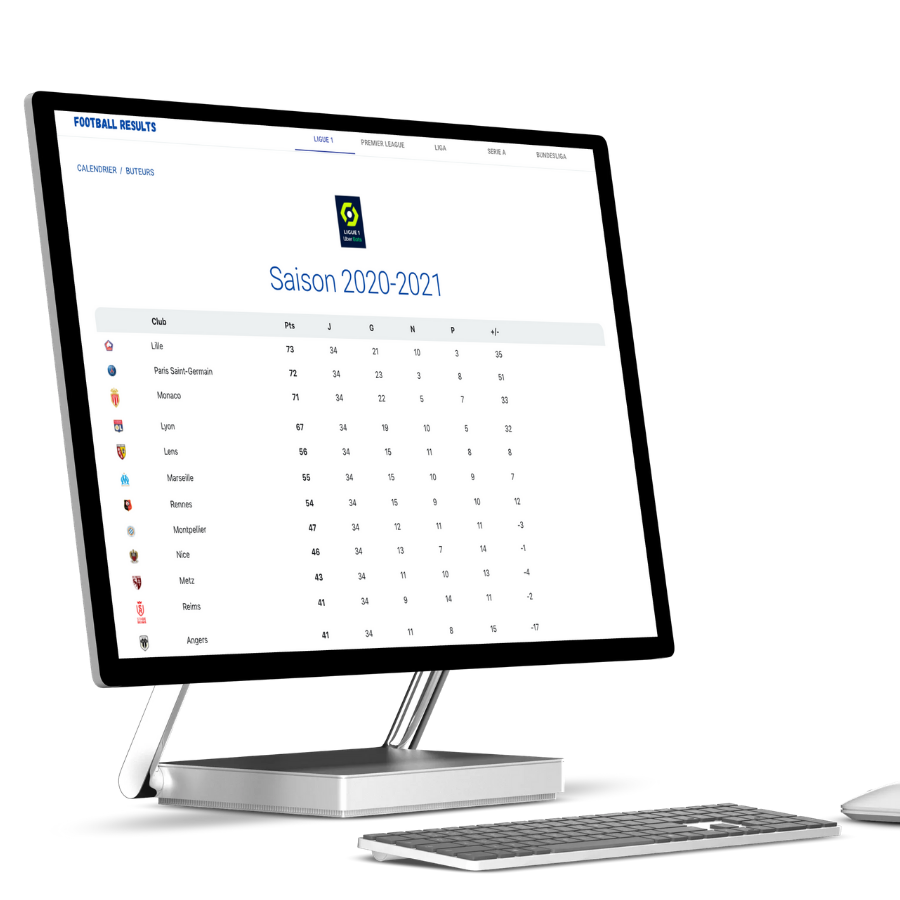 FOOTBALL RESULTS
LIGUE 1 PREMIER LEAGUE LIGA SERIE A BUNDESLIGA
CALENDRIER / BUTEURS
LIGUE 1
Uber Eats
Saison 2020-2021
Club Pts J G N P +/-
Lille 73 34 21 10 3 35
Paris Saint-Germain 72 34 23 3 8 51
Monaco 71 34 22 5 7 33
Lyon 67 34 19 10 5 32
Lens 56 34 15 11 8 8
Marseille 55 34 15 10 9 7
Rennes 54 34 15 9 10 12
Montpellier 47 34 12 11 11 -3
Nice 46 34 13 7 14 -1
Metz 43 34 11 10 13 -4
Reims 41 34 9 14 11 -2
Angers 41 34 11 8 15 -17